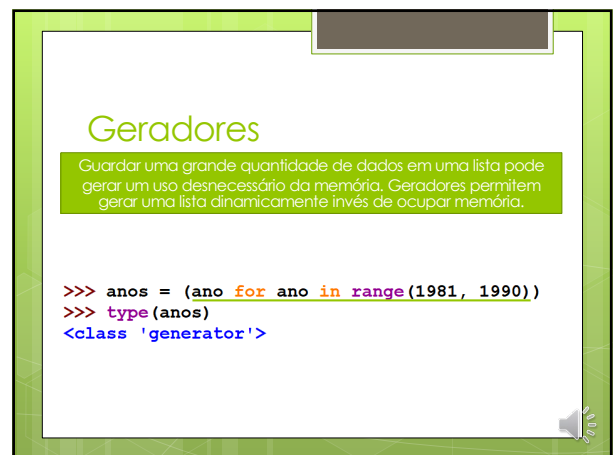 Geradores
Guardar uma grande quantidade de dados em uma lista pode
gerar um uso desnecessário da memória. Geradores permitem
gerar uma lista dinamicamente invés de ocupar memória.
>>> anos = (ano for ano in range(1981, 1990))
>>> type(anos)
<class 'generator'>